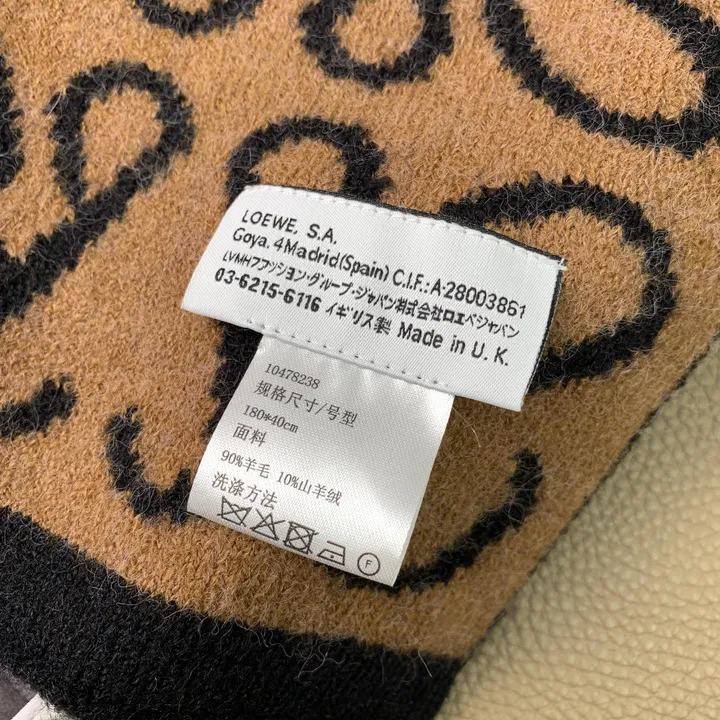 LOEWE, S.A.
Goya, 4 Madrid (Spain) C.I.F.: A-28003861
LVMHファッション・グループ・ジャパン株式会社ロエベジャパン
03-6215-6116 イギリス製 Made in U. K.
10478238
规格尺寸/号型
180*40cm
面料
90%羊毛 10%山羊绒
洗涤方法
F